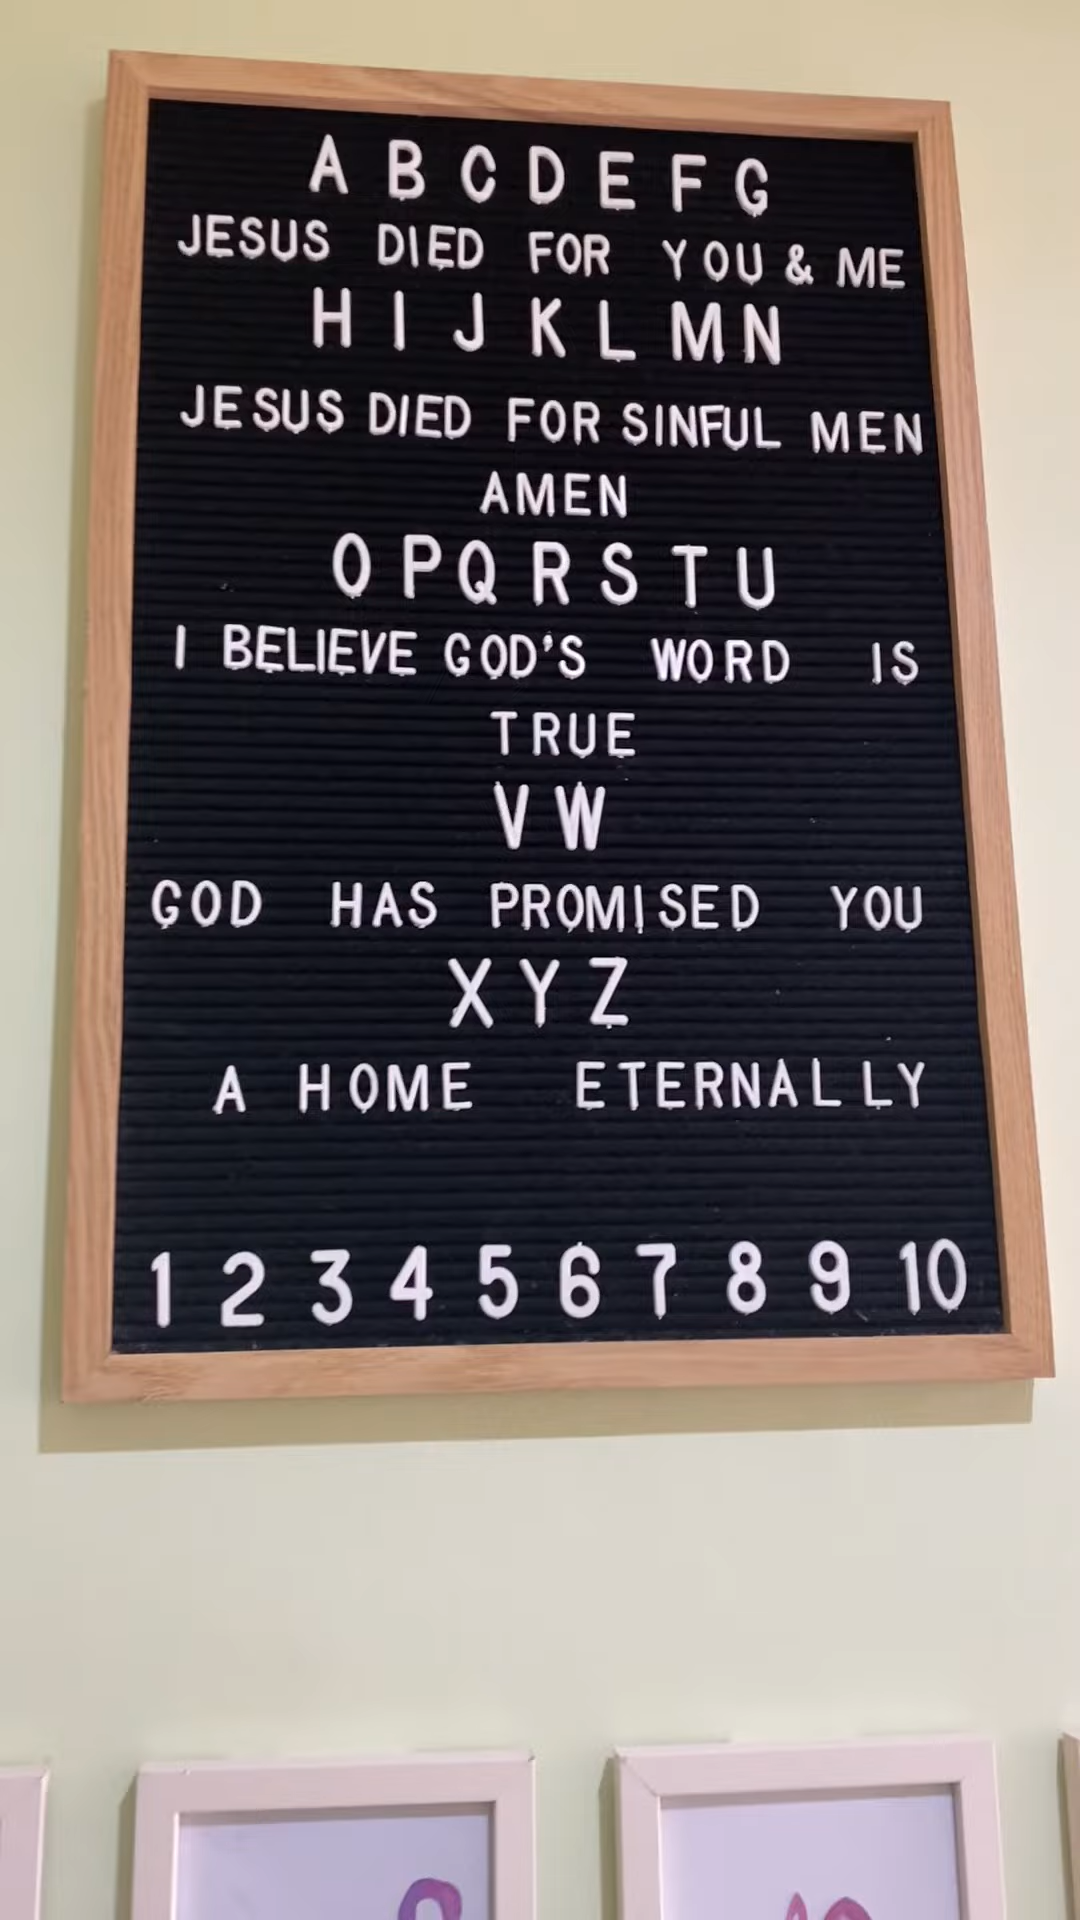 A B C D E F G
JESUS DIED FOR YOU & ME
H I J K L M N
JESUS DIED FOR SINFUL MEN
AMEN
O P Q R S T U
I BELIEVE GOD'S WORD IS
TRUE
V W
GOD HAS PROMISED YOU
X Y Z
A HOME ETERNALLY
1 2 3 4 5 6 7 8 9 10